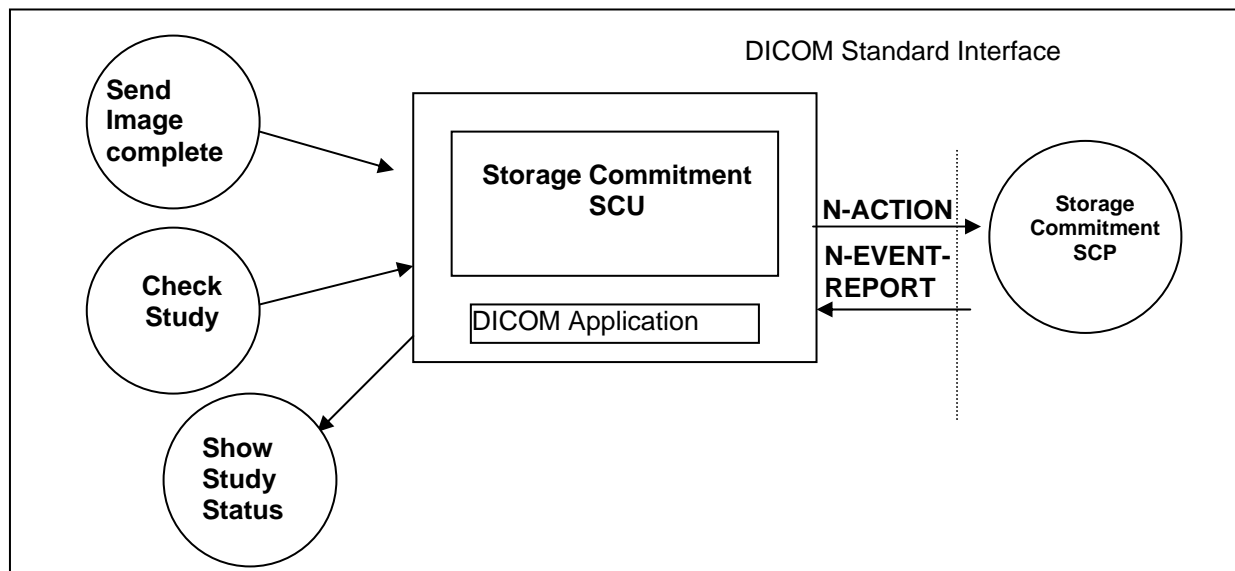 DICOM Standard Interface
Send
Image
complete
Storage Commitment
SCU
N-ACTION
Storage
Commitment
SCP
N-EVENT-
REPORT
Check
Study
DICOM Application
Show
Study
Status